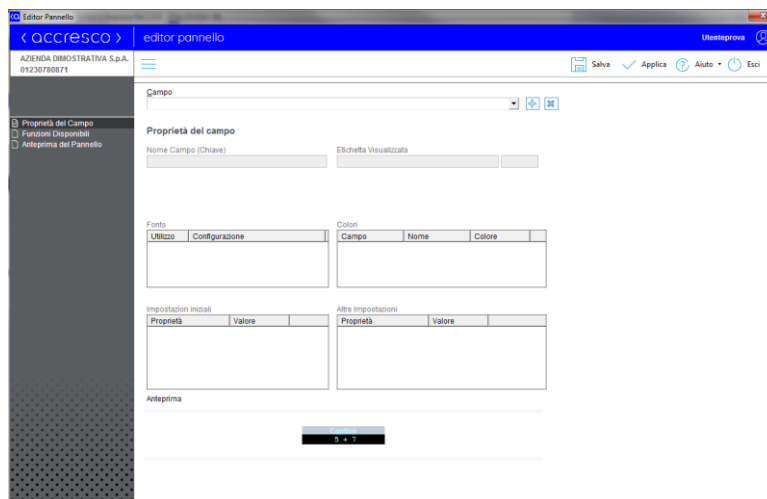 Editor Pannello
‹ accresco › editor pannello Utenteprova
AZIENDA DIMOSTRATIVA S.p.A.
01230780871
Salva Applica Aiuto Esci
Campo
Proprietà del Campo
Funzioni Disponibili
Anteprima del Pannello
Proprietà del campo
Nome Campo (Chiave) Etichetta Visualizzata
Fonts Colori
Utilizzo Configurazione Campo Nome Colore
Impostazion iniziali Altre Impostazioni
Proprietà Valore Proprietà Valore
Anteprima
Caption
5 + 7